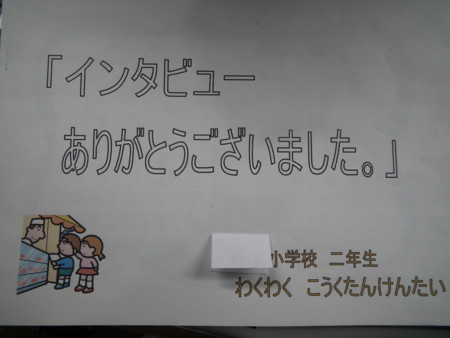 「インタビュー
ありがとうございました。」
小学校 二年生
わくわく こうくたんけんたい